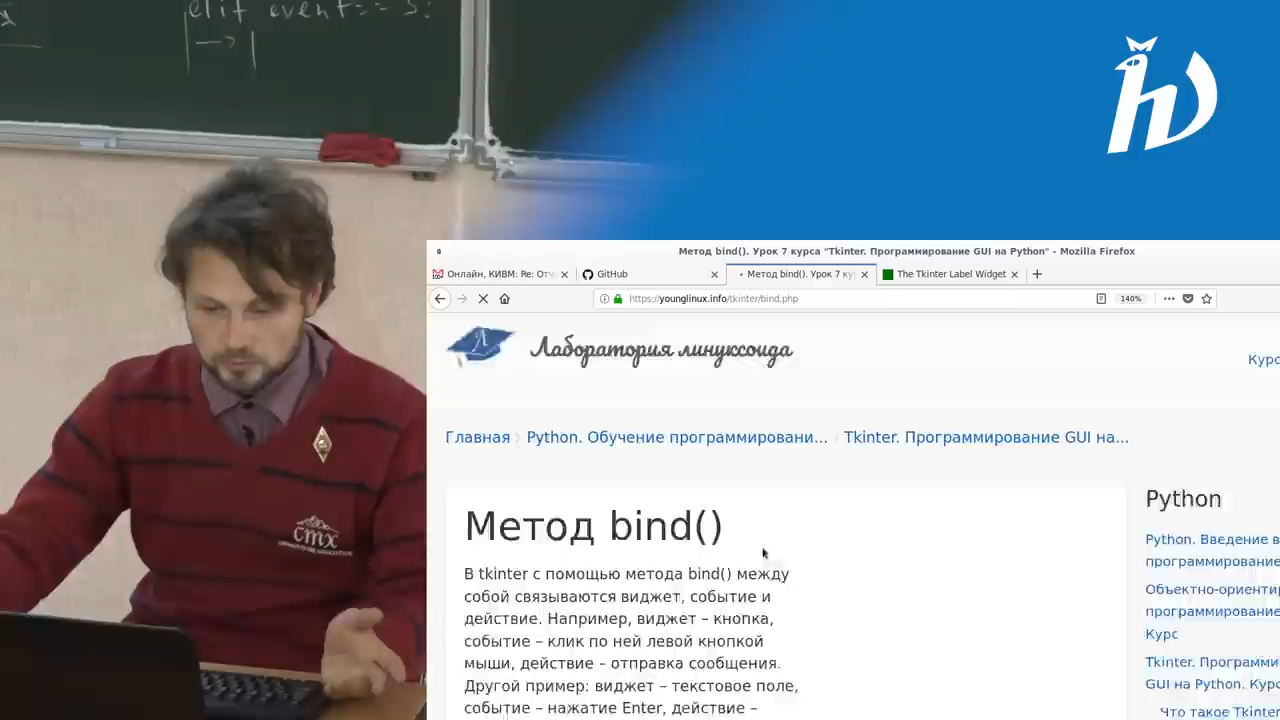 elif event == 3:
Метод bind(). Урок 7 курса "Tkinter. Программирование GUI на Python" - Mozilla Firefox
Онлайн, КИВМ: Re: Отч
GitHub
Метод bind(). Урок 7 ку
The Tkinter Label Widget
https://younglinux.info/tkinter/bind.php
140%
Лаборатория линуксоида
Курс
Главная
Python. Обучение программировани...
Tkinter. Программирование GUI на...
Метод bind()
В tkinter с помощью метода bind() между
собой связываются виджет, событие и
действие. Например, виджет – кнопка,
событие – клик по ней левой кнопкой
мыши, действие – отправка сообщения.
Другой пример: виджет – текстовое поле,
событие – нажатие Enter, действие –
Python
Python. Введение в
программирование
Объектно-ориенти
программирование
Курс
Tkinter. Программи
GUI на Python. Кур
Что такое Tkinter
стх